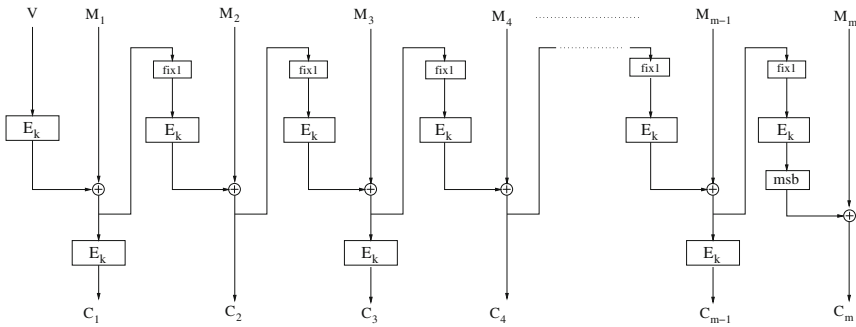 V M₁ M₂ M₃ M₄ Mₘ₋₁ Mₘ
fix1 fix1 fix1 fix1 fix1
Eₖ Eₖ Eₖ Eₖ Eₖ Eₖ
msb
Eₖ Eₖ Eₖ
C₁ C₂ C₃ C₄ Cₘ₋₁ Cₘ